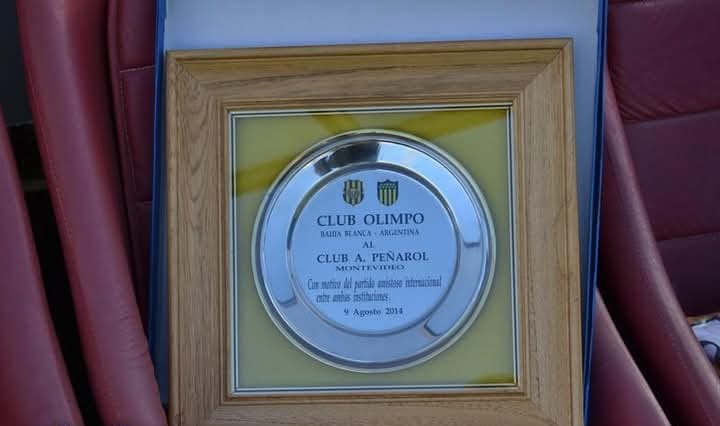 CLUB OLIMPO
BAHIA BLANCA - ARGENTINA
AL
CLUB A. PEÑAROL
MONTEVIDEO
Con motivo del partido amistoso internacional
entre ambas instituciones.
9 Agosto 2014